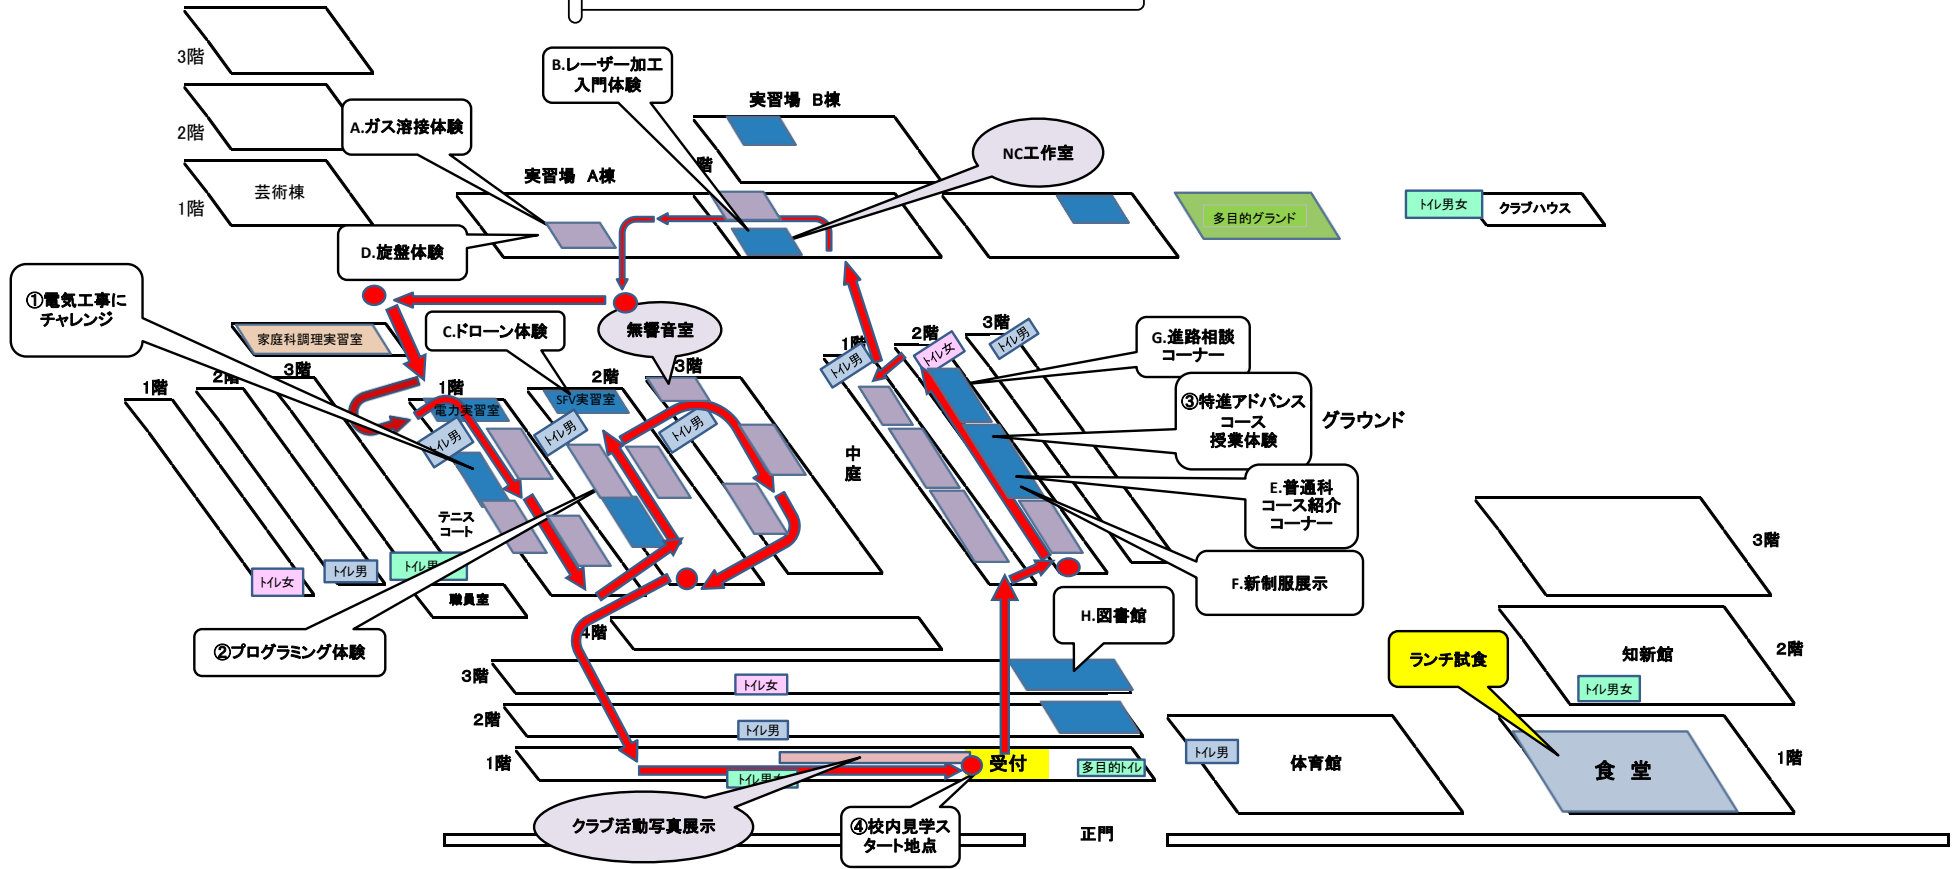 3階
2階
1階
芸術棟
A.ガス溶接体験
B.レーザー加工
入門体験
実習場 B棟
階
NC工作室
実習場 A棟
D.旋盤体験
多目的グランド
トイレ男女
クラブハウス
①電気工事に
チャレンジ
家庭科調理実習室
C.ドローン体験
無響音室
1階
2階
3階
1階
電力実習室
トイレ男
2階
SFV実習室
トイレ男
3階
トイレ男
テニス
コート
トイレ女
トイレ男
職員室
②プログラミング体験
中
庭
1階
トイレ男
2階
トイレ女
3階
トイレ男
G.進路相談
コーナー
③特進アドバンス
コース
授業体験
グラウンド
E.普通科
コース紹介
コーナー
F.新制服展示
H.図書館
4階
3階
トイレ女
2階
トイレ男
1階
受付
多目的トイレ
クラブ活動写真展示
④校内見学ス
タート地点
正門
トイレ男
体育館
ランチ試食
3階
知新館
トイレ男女
2階
食 堂
1階